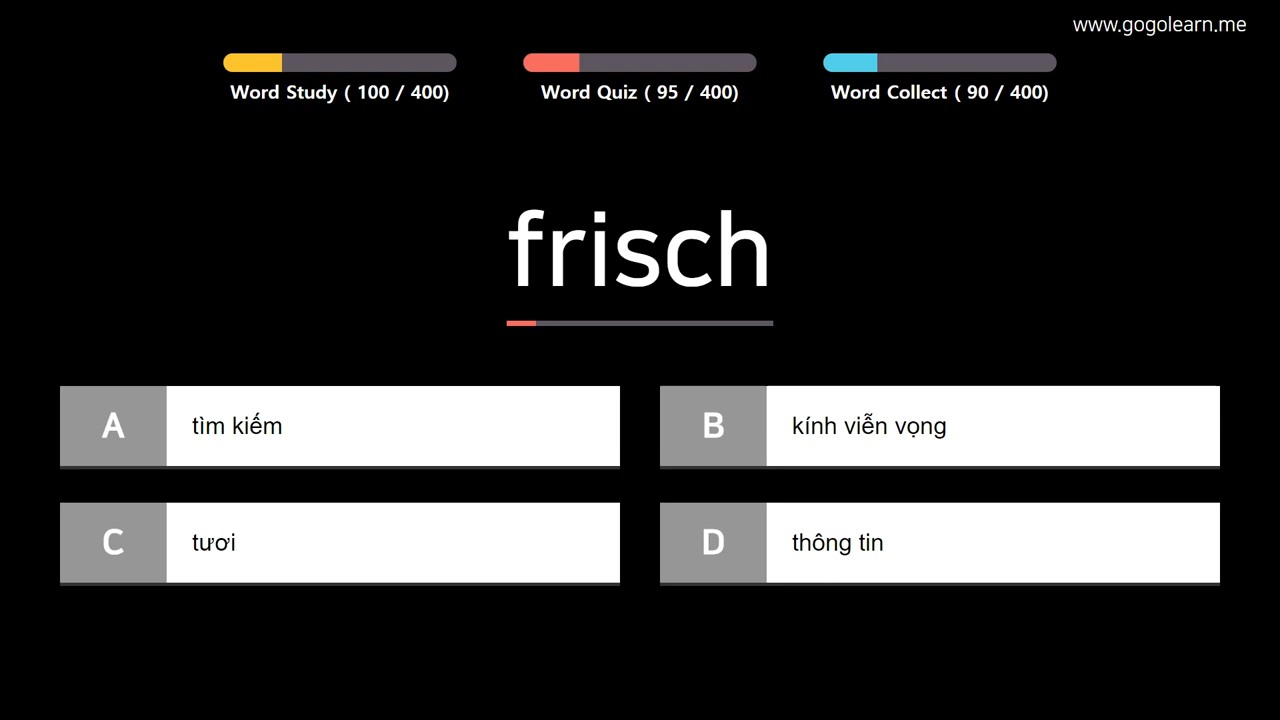 www.gogolearn.me
Word Study ( 100 / 400)
Word Quiz ( 95 / 400)
Word Collect ( 90 / 400)
frisch
A
tìm kiếm
B
kính viễn vọng
C
tươi
D
thông tin